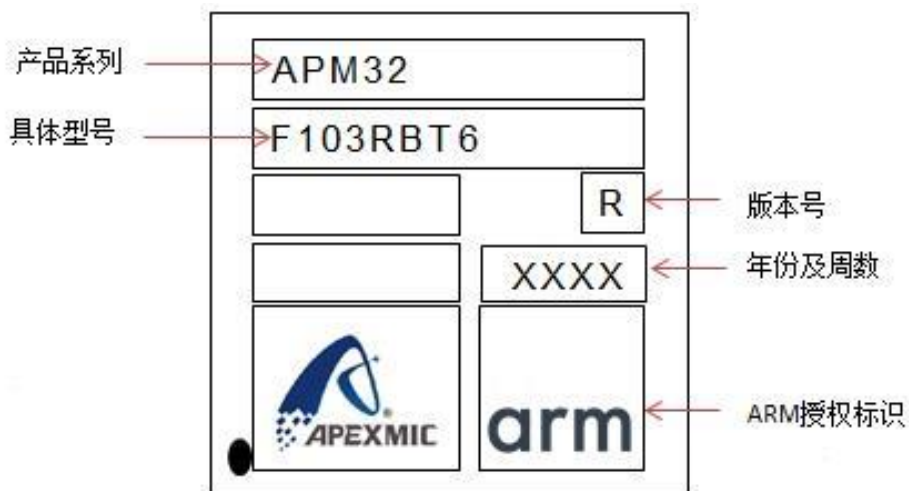 产品系列
APM32
具体型号
F103RBT6
R
版本号
XXXX
年份及周数
APEXMIC
®
arm
ARM授权标识